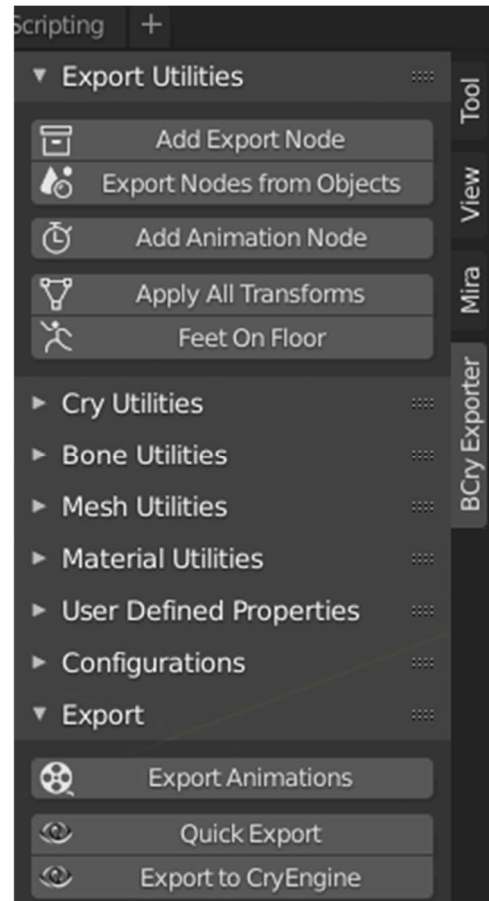 Scripting +
Export Utilities
Add Export Node
Export Nodes from Objects
Add Animation Node
Apply All Transforms
Feet On Floor
Cry Utilities
Bone Utilities
Mesh Utilities
Material Utilities
User Defined Properties
Configurations
Export
Export Animations
Quick Export
Export to CryEngine
Tool
View
Mira
BCry Exporter